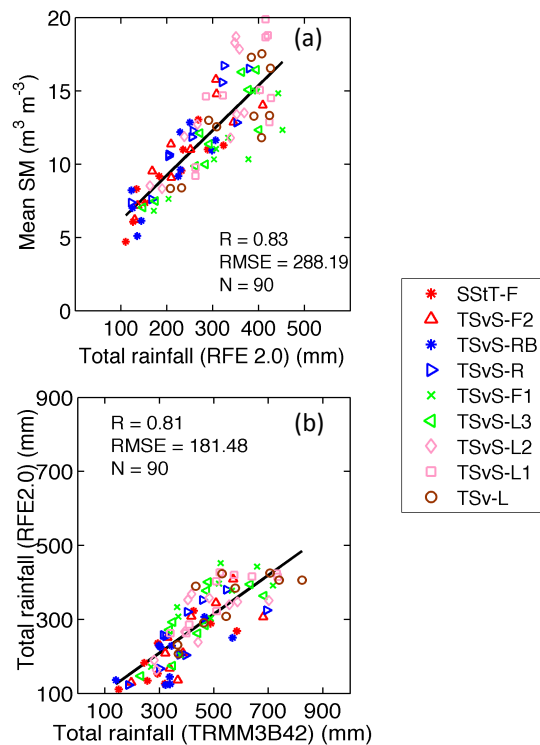 (a)
20
15
10
5
0
Mean SM (m³ m⁻³)
R = 0.83
RMSE = 288.19
N = 90
100 200 300 400 500
Total rainfall (RFE 2.0) (mm)
SStT-F
TSvS-F2
TSvS-RB
TSvS-R
TSvS-F1
TSvS-L3
TSvS-L2
TSvS-L1
TSv-L
(b)
900
700
500
300
100
Total rainfall (RFE2.0) (mm)
R = 0.81
RMSE = 181.48
N = 90
100 300 500 700 900
Total rainfall (TRMM3B42) (mm)